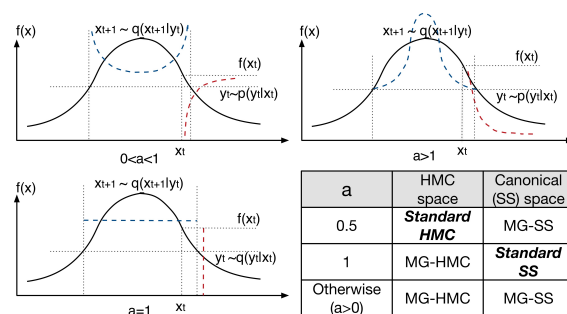 f(x)
xt+1 ~ q(xt+1|yt)
f(xt)
yt~p(yt|xt)
xt
0<a<1
f(x)
xt+1 ~ q(xt+1|yt)
f(xt)
yt~p(yt|xt)
xt
a>1
f(x)
xt+1 ~ q(xt+1|yt)
f(xt)
yt~q(yt|xt)
xt
a=1
a HMC space Canonical (SS) space
0.5 Standard HMC MG-SS
1 MG-HMC Standard SS
Otherwise (a>0) MG-HMC MG-SS